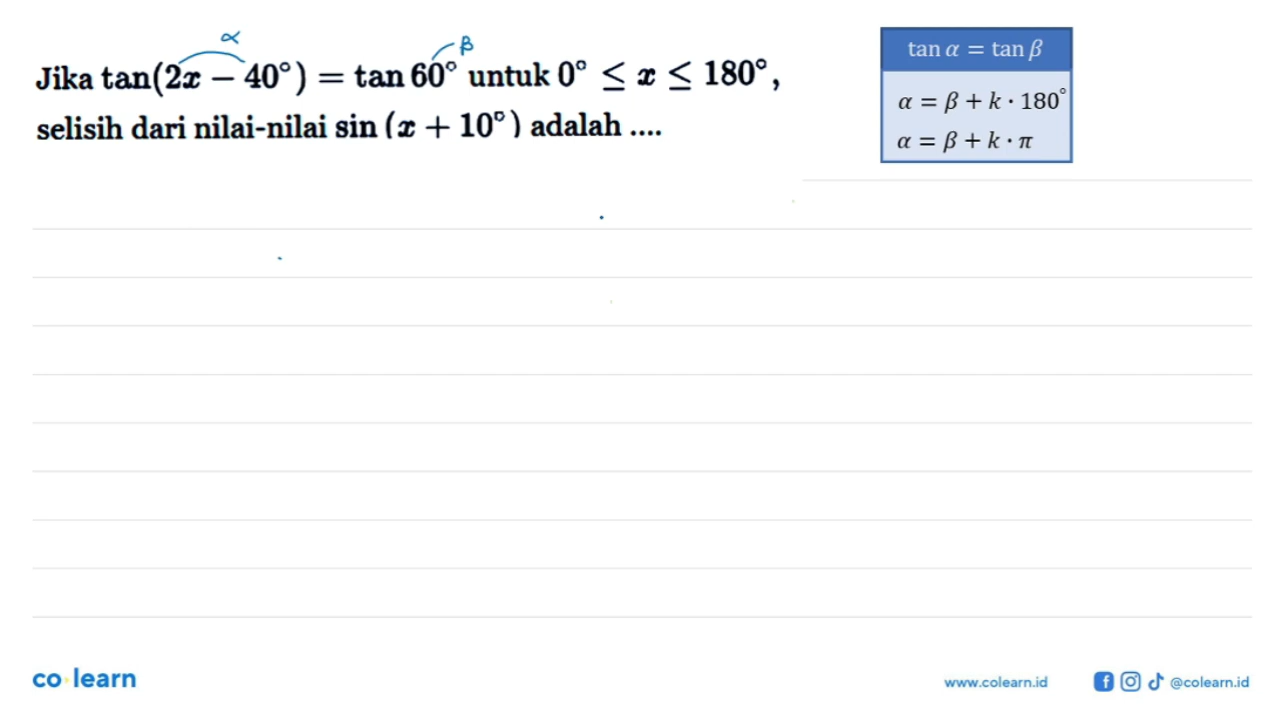 α
β
Jika tan(2x − 40°) = tan 60° untuk 0° ≤ x ≤ 180°,
selisih dari nilai-nilai sin (x + 10°) adalah ....
tan α = tan β
α = β + k · 180°
α = β + k · π
co learn
www.colearn.id
@colearn.id